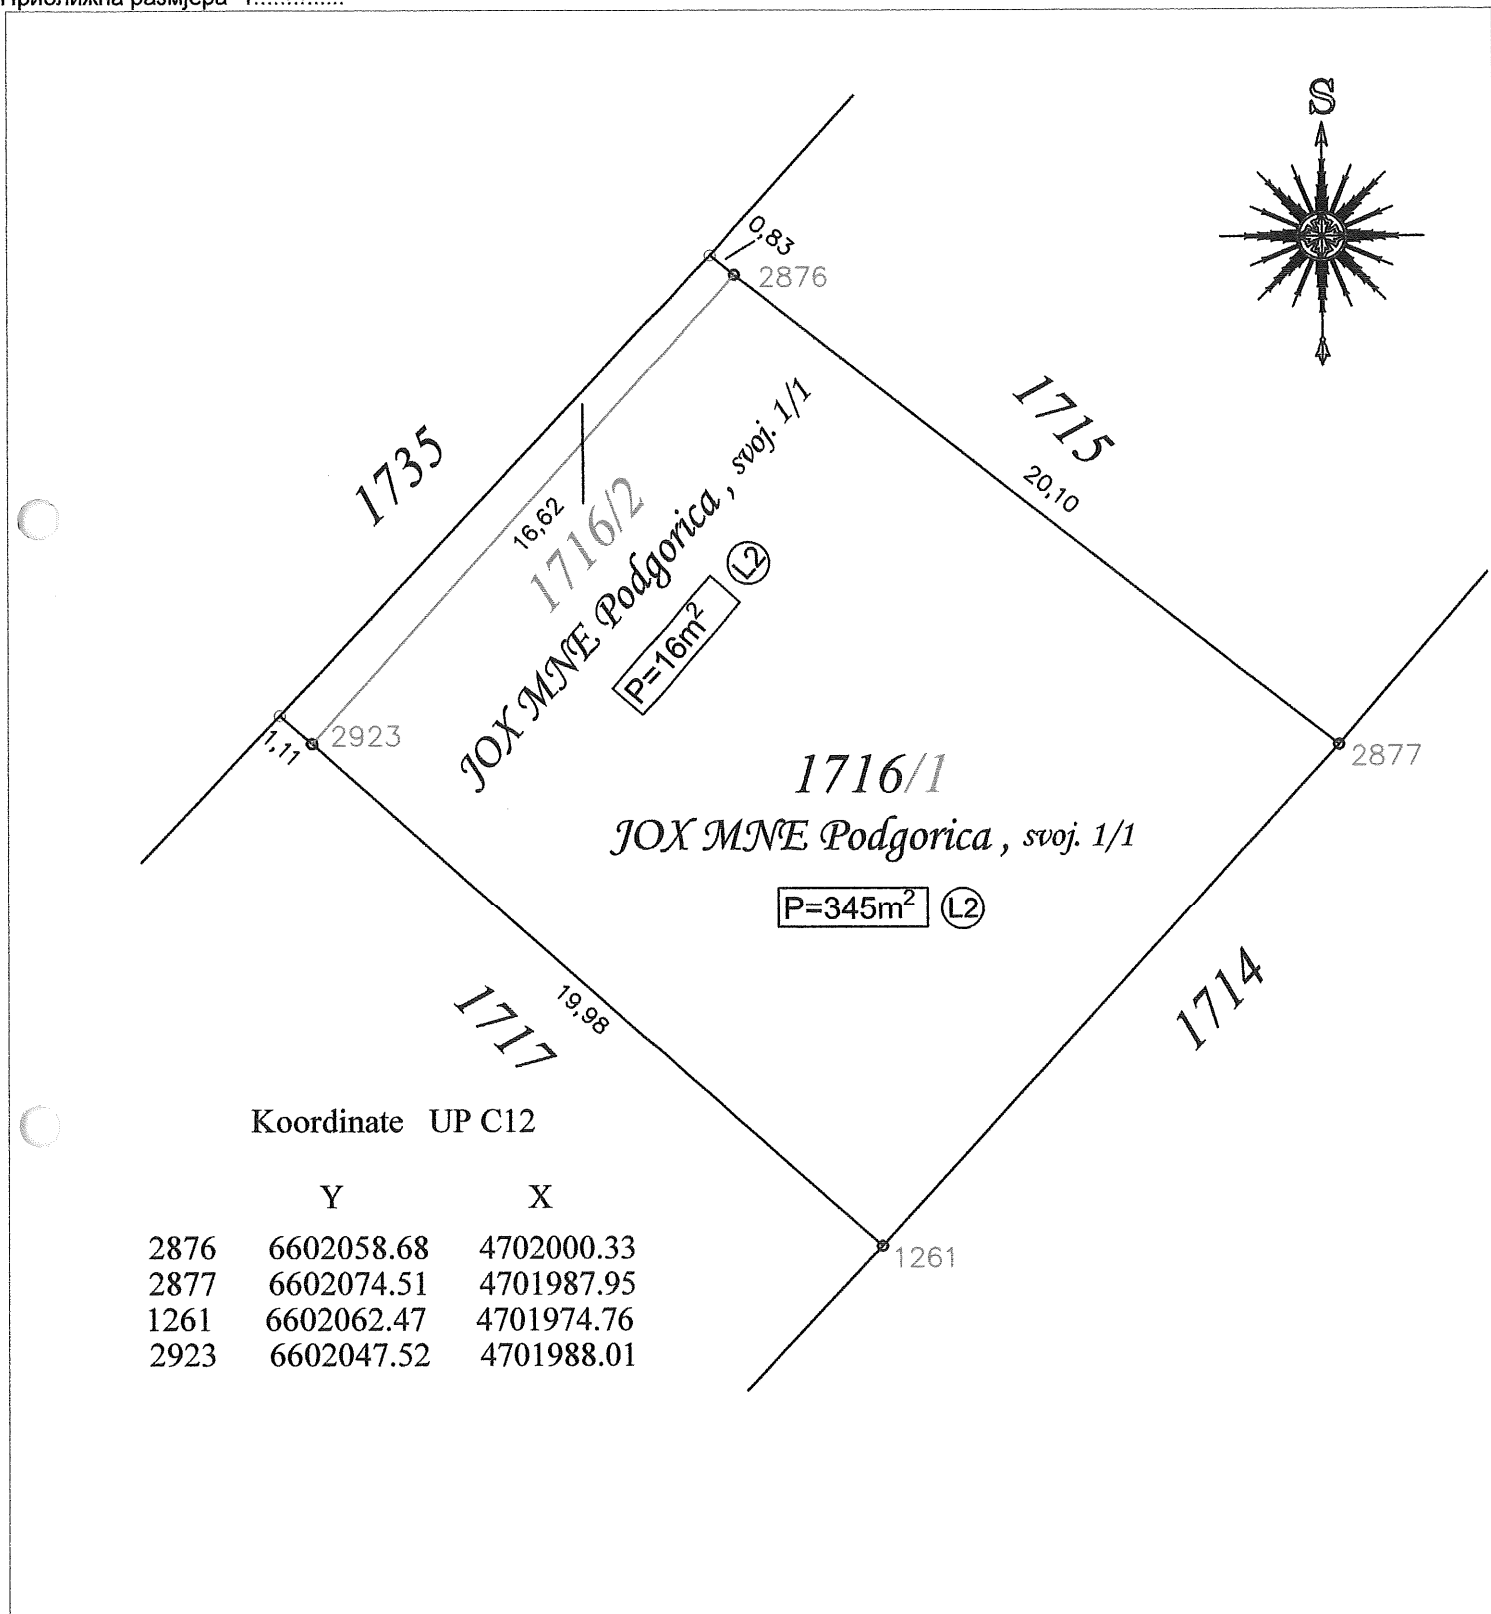 Приближна размјера 1:..............
S
0,83
2876
1735
1715
20,10
16,62
1716/2
JOX MNE Podgorica , svoj. 1/1
P=16m² L2
2923
1,11
2877
1716/1
JOX MNE Podgorica , svoj. 1/1
P=345m² L2
1714
1717
19,98
1261
Koordinate UP C12
Y X
2876 6602058.68 4702000.33
2877 6602074.51 4701987.95
1261 6602062.47 4701974.76
2923 6602047.52 4701988.01